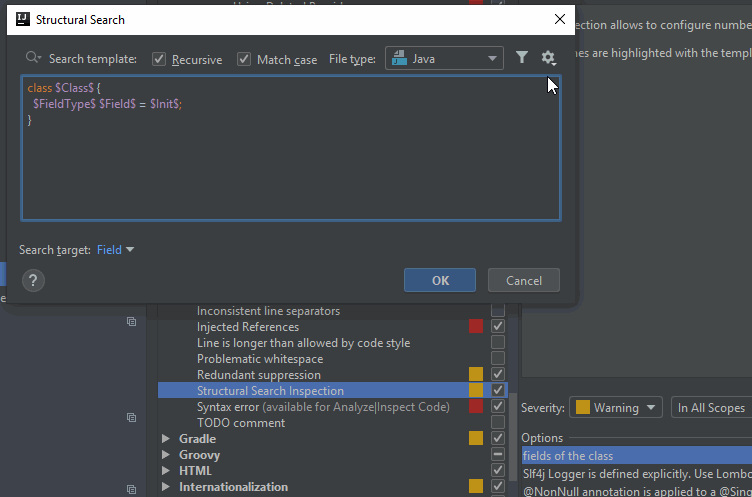 Structural Search
Search template: Recursive Match case File type: Java
class $Class$ {
$FieldType$ $Field$ = $Init$;
}
Search target: Field
? OK Cancel
ection allows to configure numbe
es are highlighted with the templ
Inconsistent line separators
Injected References
Line is longer than allowed by code style
Problematic whitespace
Redundant suppression
Structural Search Inspection
Syntax error (available for Analyze|Inspect Code)
TODO comment
Gradle
Groovy
HTML
Internationalization
Severity: Warning In All Scopes
Options
fields of the class
Slf4j Logger is defined explicitly. Use Lombo
@NonNull annotation is applied to a @Sing